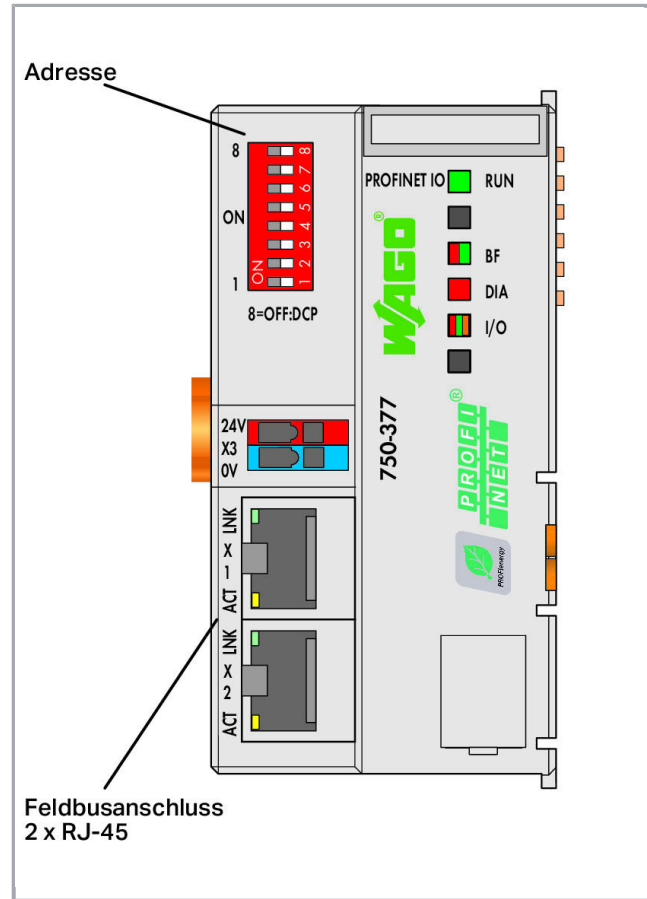 Adresse
8
ON
1
8
7
6
5
4
3
2
1
ON
8=OFF:DCP
PROFINET IO
RUN
BF
DIA
I/O
WAGO
®
750-377
24V
X3
0V
PROFI
NET
®
PROFIenergy
LNK
X
1
ACT
LNK
X
2
ACT
Feldbusanschluss
2 x RJ-45